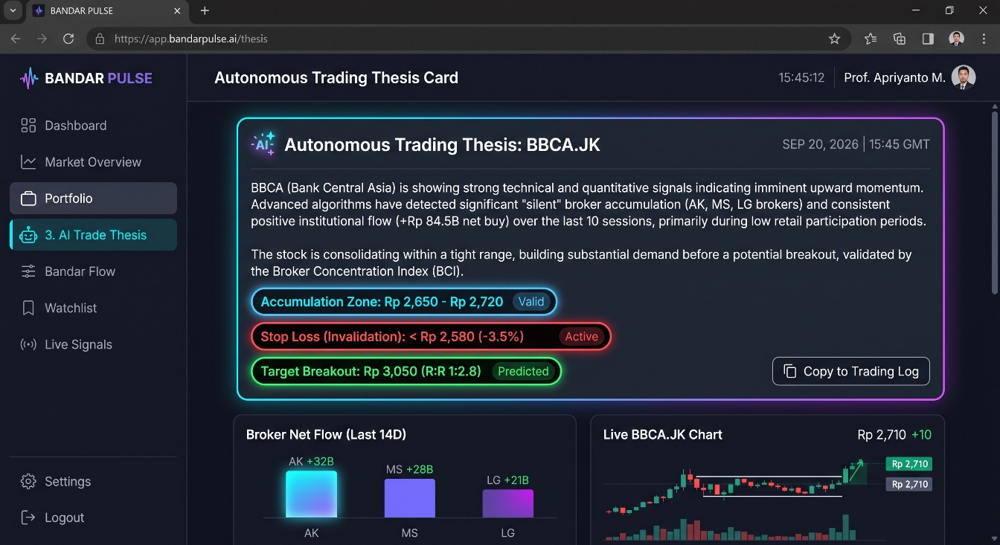 BANDAR PULSE
https://app.bandarpulse.ai/thesis
BANDAR PULSE
Autonomous Trading Thesis Card
15:45:12
Prof. Apriyanto M.
Dashboard
Market Overview
Portfolio
3. AI Trade Thesis
Bandar Flow
Watchlist
Live Signals
Settings
Logout
AI
Autonomous Trading Thesis: BBCA.JK
SEP 20, 2026 | 15:45 GMT
BBCA (Bank Central Asia) is showing strong technical and quantitative signals indicating imminent upward momentum.
Advanced algorithms have detected significant "silent" broker accumulation (AK, MS, LG brokers) and consistent
positive institutional flow (+Rp 84.5B net buy) over the last 10 sessions, primarily during low retail participation periods.
The stock is consolidating within a tight range, building substantial demand before a potential breakout, validated by
the Broker Concentration Index (BCI).
Accumulation Zone: Rp 2,650 - Rp 2,720 Valid
Stop Loss (Invalidation): < Rp 2,580 (-3.5%) Active
Target Breakout: Rp 3,050 (R:R 1:2.8) Predicted
Copy to Trading Log
Broker Net Flow (Last 14D)
AK +32B
MS +28B
LG +21B
AK
MS
LG
Live BBCA.JK Chart
Rp 2,710 +10
Rp 2,710
Rp 2,710